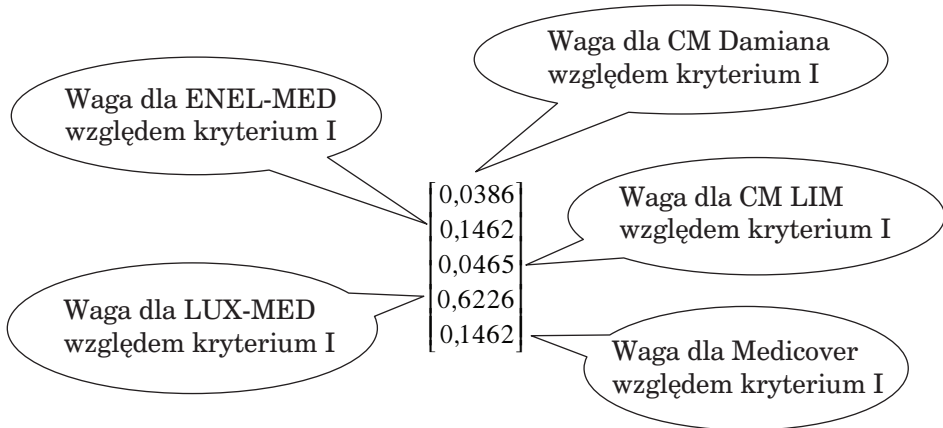 Waga dla CM Damiana
względem kryterium I
Waga dla ENEL-MED
względem kryterium I
0,0386
0,1462
0,0465
0,6226
0,1462
Waga dla CM LIM
względem kryterium I
Waga dla LUX-MED
względem kryterium I
Waga dla Medicover
względem kryterium I